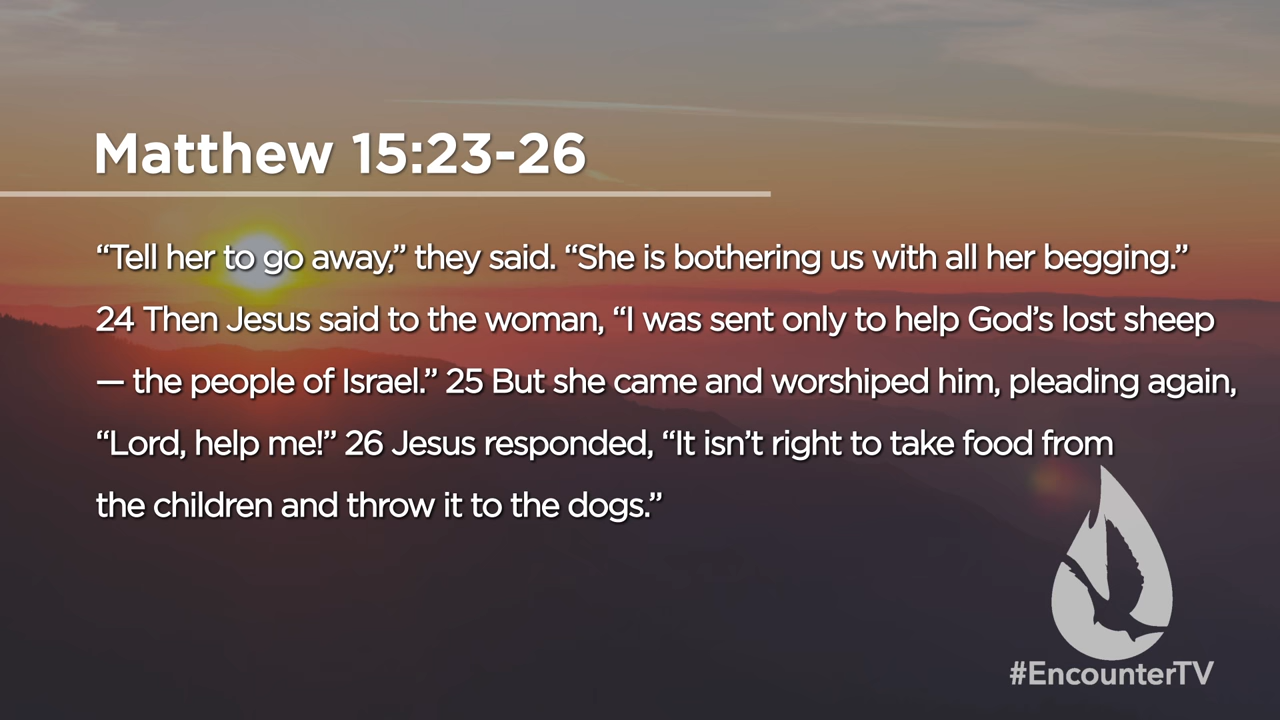 Matthew 15:23-26
“Tell her to go away,” they said. “She is bothering us with all her begging.”
24 Then Jesus said to the woman, “I was sent only to help God’s lost sheep
— the people of Israel.” 25 But she came and worshiped him, pleading again,
“Lord, help me!” 26 Jesus responded, “It isn’t right to take food from
the children and throw it to the dogs.”
#EncounterTV